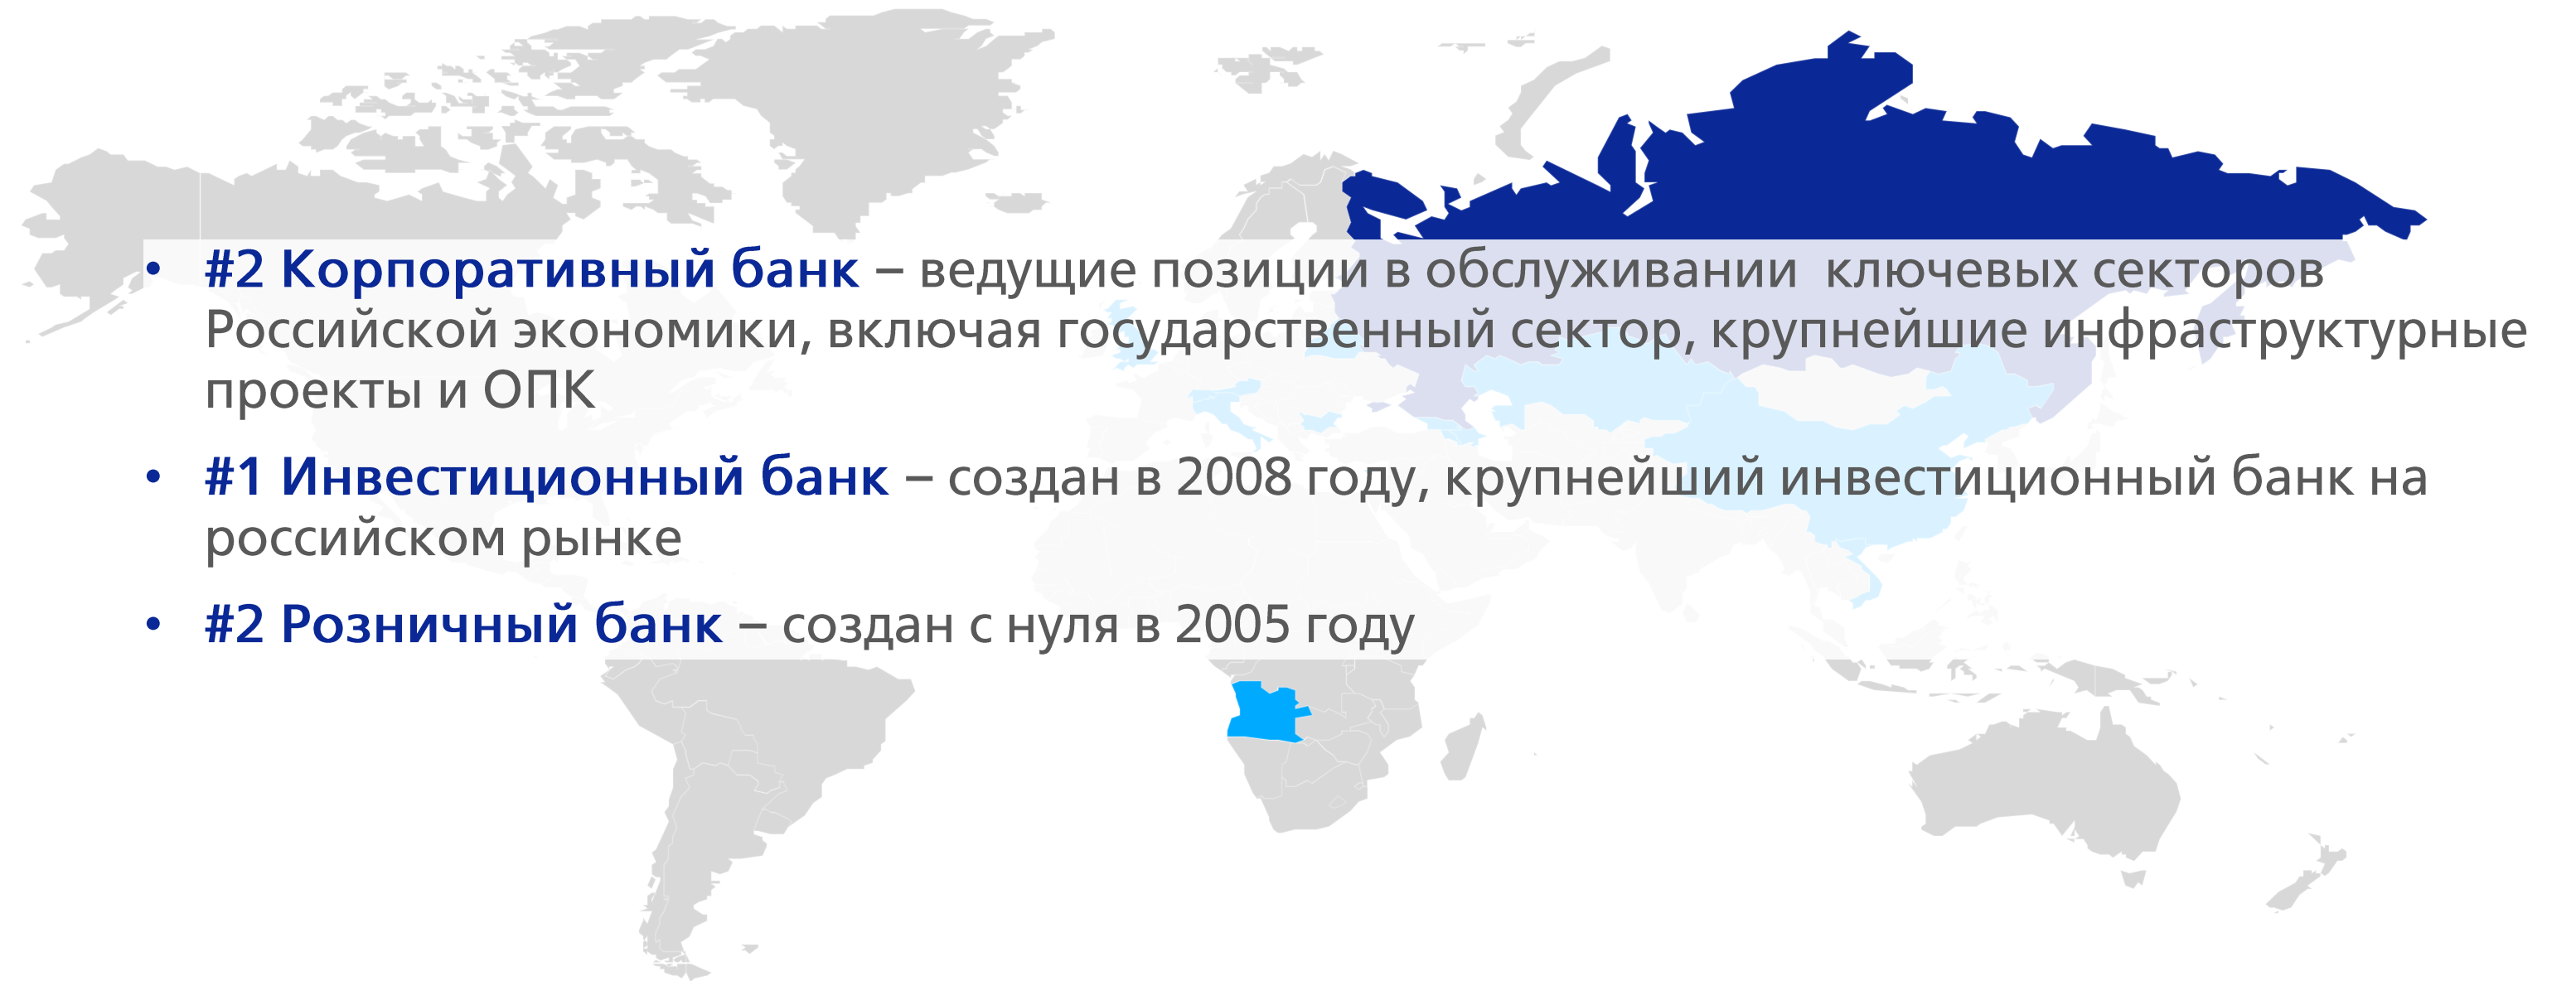 • #2 Корпоративный банк – ведущие позиции в обслуживании  ключевых секторов
Российской экономики, включая государственный сектор, крупнейшие инфраструктурные
проекты и ОПК
• #1 Инвестиционный банк – создан в 2008 году, крупнейший инвестиционный банк на
российском рынке
• #2 Розничный банк – создан с нуля в 2005 году